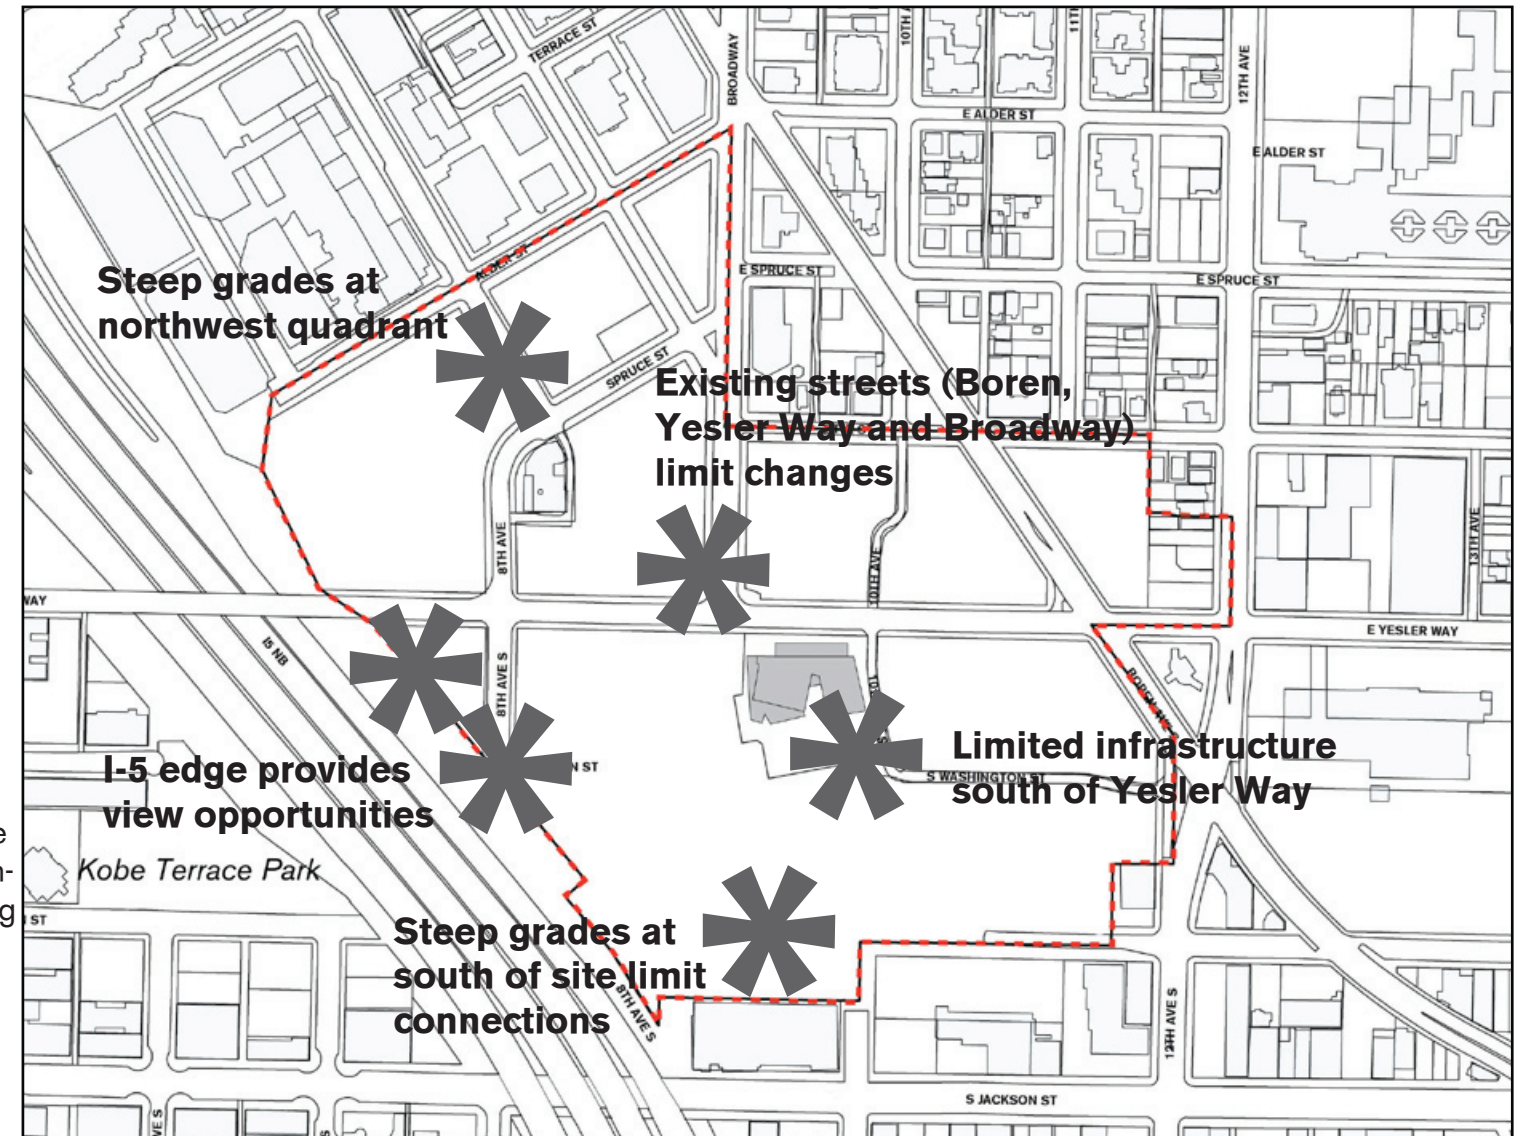 TERRACE ST
BROADWAY
12TH AVE
E ALDER ST
E ALDER ST
ALDER ST
E SPRUCE ST
E SPRUCE ST
Steep grades at
northwest quadrant
SPRUCE ST
Existing streets (Boren,
Yesler Way and Broadway)
limit changes
8TH AVE
10TH AVE
13TH AVE
WAY
E YESLER WAY
I5 NB
8TH AVE S
BOREN AVE
I-5 edge provides
view opportunities
N ST
Limited infrastructure
south of Yesler Way
S WASHINGTON ST
Kobe Terrace Park
ST
Steep grades at
south of site limit
connections
8TH AVE S
12TH AVE S
S JACKSON ST